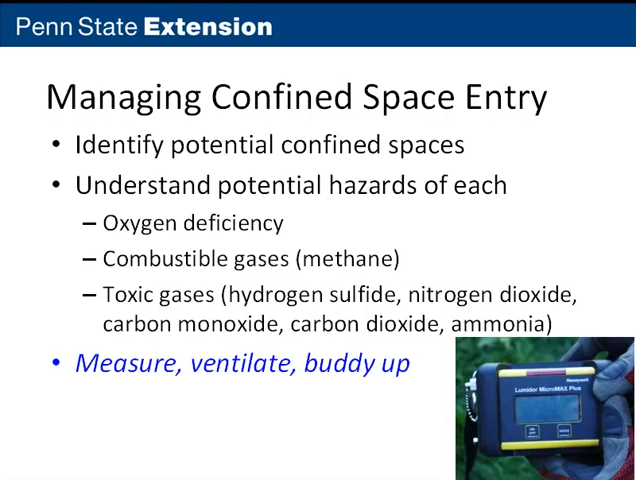 Penn State Extension
Managing Confined Space Entry
• Identify potential confined spaces
• Understand potential hazards of each
– Oxygen deficiency
– Combustible gases (methane)
– Toxic gases (hydrogen sulfide, nitrogen dioxide,
carbon monoxide, carbon dioxide, ammonia)
• Measure, ventilate, buddy up
Honeywell
Lumidor MicroMAX Plus